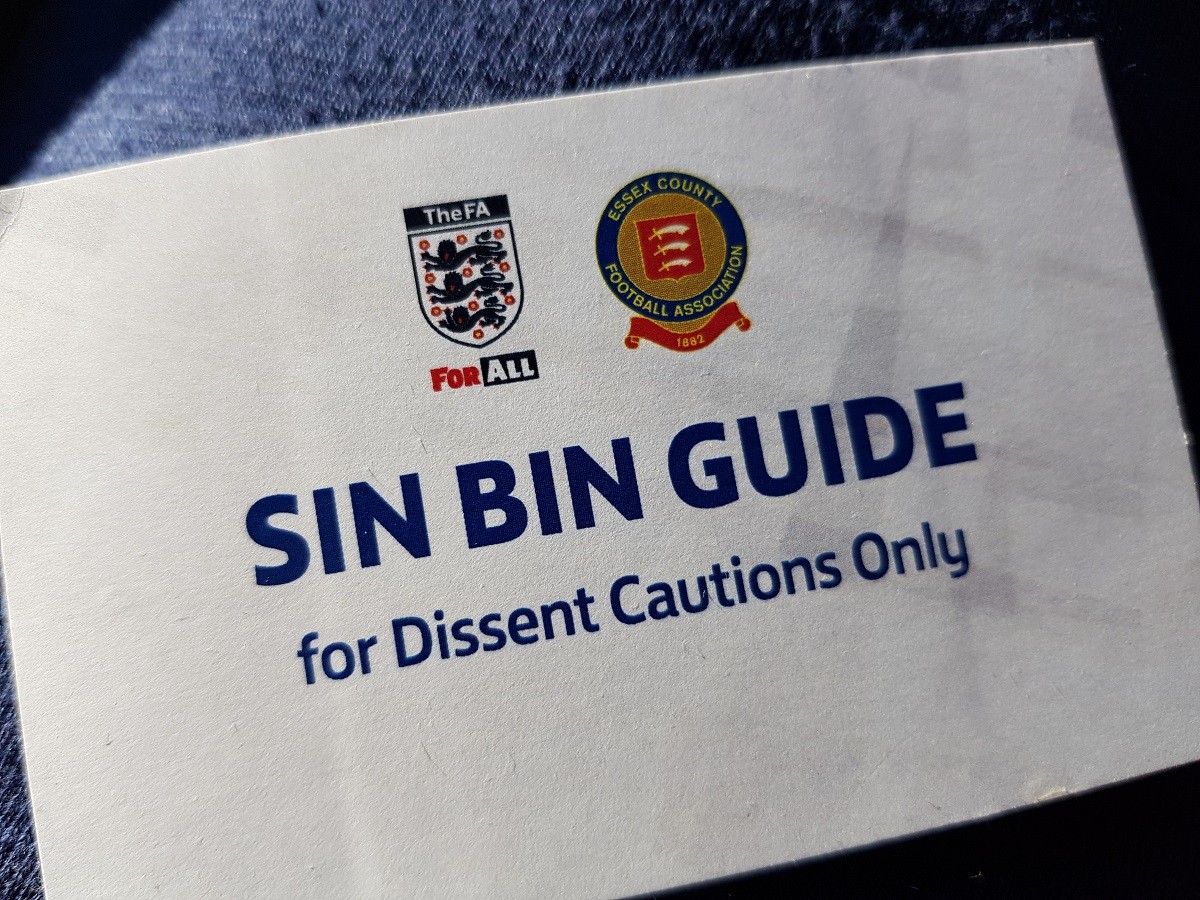 TheFA
FOR ALL
ESSEX COUNTY
FOOTBALL ASSOCIATION
1882
SIN BIN GUIDE
for Dissent Cautions Only